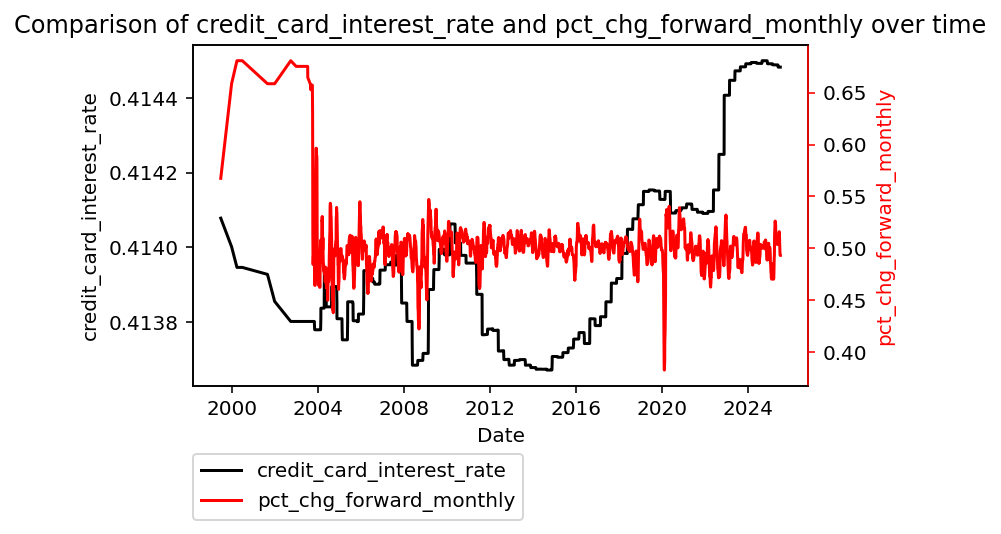 Comparison of credit_card_interest_rate and pct_chg_forward_monthly over time
credit_card_interest_rate
0.4144
0.4142
0.4140
0.4138
0.65
0.60
0.55
0.50
0.45
0.40
pct_chg_forward_monthly
2000 2004 2008 2012 2016 2020 2024
Date
credit_card_interest_rate
pct_chg_forward_monthly